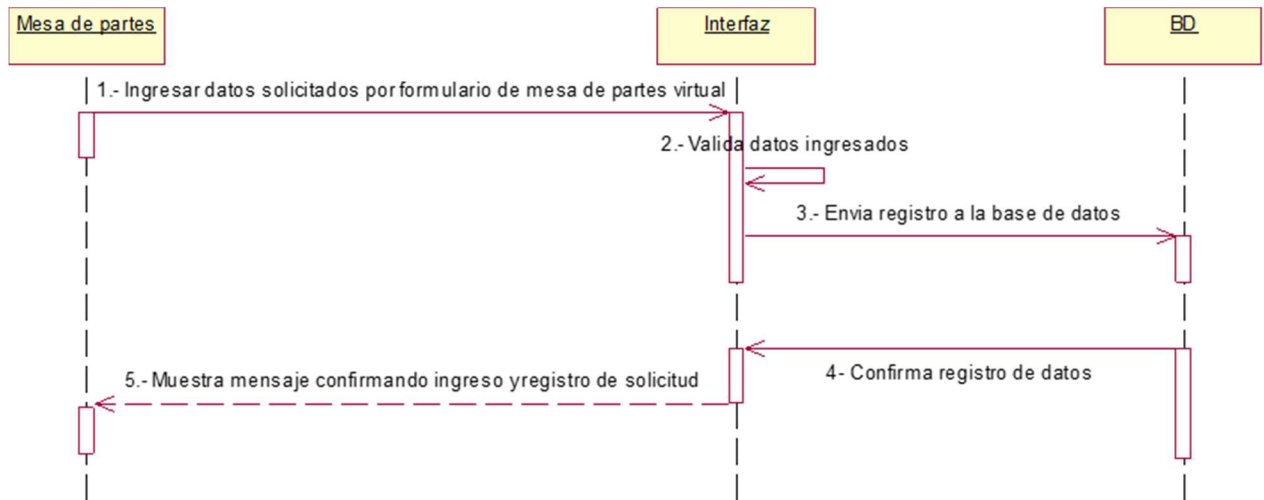 Mesa de partes
Interfaz
BD
1.- Ingresar datos solicitados por formulario de mesa de partes virtual
2.- Valida datos ingresados
3.- Envia registro a la base de datos
4- Confirma registro de datos
5.- Muestra mensaje confirmando ingreso y registro de solicitud